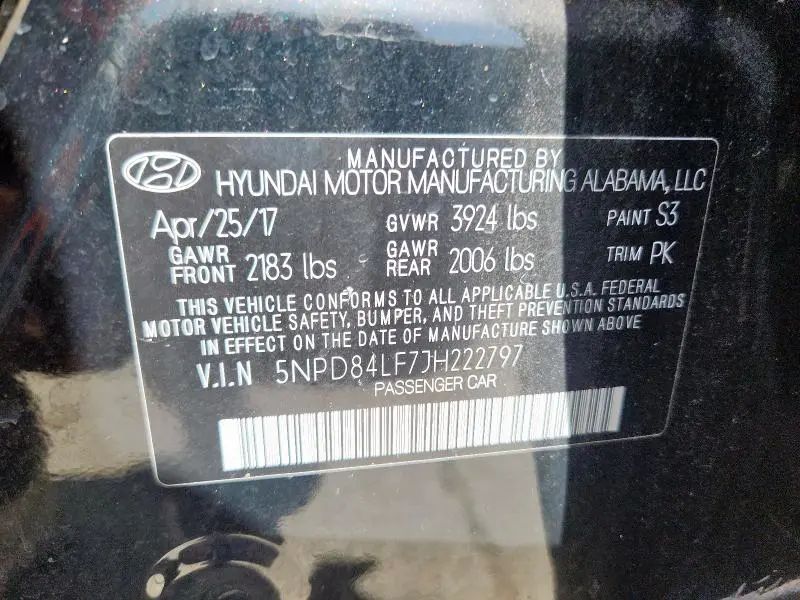 MANUFACTURED BY
HYUNDAI MOTOR MANUFACTURING ALABAMA, LLC
Apr/25/17 GVWR 3924 lbs PAINT S3
GAWR FRONT 2183 lbs GAWR REAR 2006 lbs TRIM PK
THIS VEHICLE CONFORMS TO ALL APPLICABLE U.S.A. FEDERAL
MOTOR VEHICLE SAFETY, BUMPER, AND THEFT PREVENTION STANDARDS
IN EFFECT ON THE DATE OF MANUFACTURE SHOWN ABOVE
V.I.N 5NPD84LF7JH222797
PASSENGER CAR